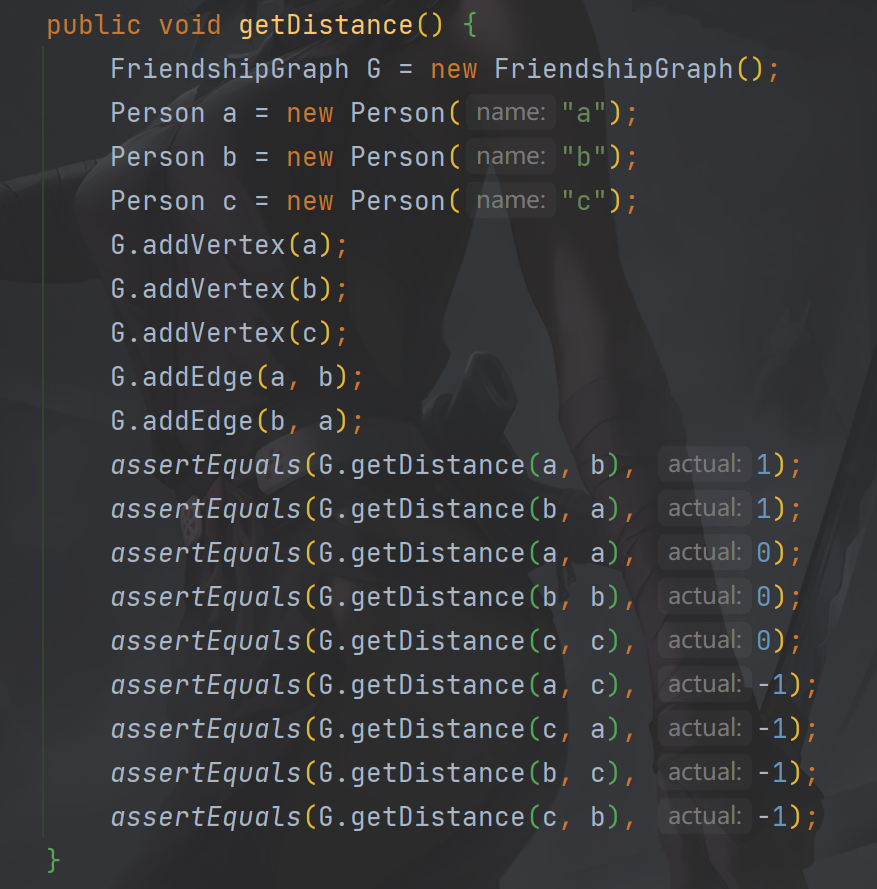 public void getDistance() {
    FriendshipGraph G = new FriendshipGraph();
    Person a = new Person( name: "a");
    Person b = new Person( name: "b");
    Person c = new Person( name: "c");
    G.addVertex(a);
    G.addVertex(b);
    G.addVertex(c);
    G.addEdge(a, b);
    G.addEdge(b, a);
    assertEquals(G.getDistance(a, b), actual: 1);
    assertEquals(G.getDistance(b, a), actual: 1);
    assertEquals(G.getDistance(a, a), actual: 0);
    assertEquals(G.getDistance(b, b), actual: 0);
    assertEquals(G.getDistance(c, c), actual: 0);
    assertEquals(G.getDistance(a, c), actual: -1);
    assertEquals(G.getDistance(c, a), actual: -1);
    assertEquals(G.getDistance(b, c), actual: -1);
    assertEquals(G.getDistance(c, b), actual: -1);
}